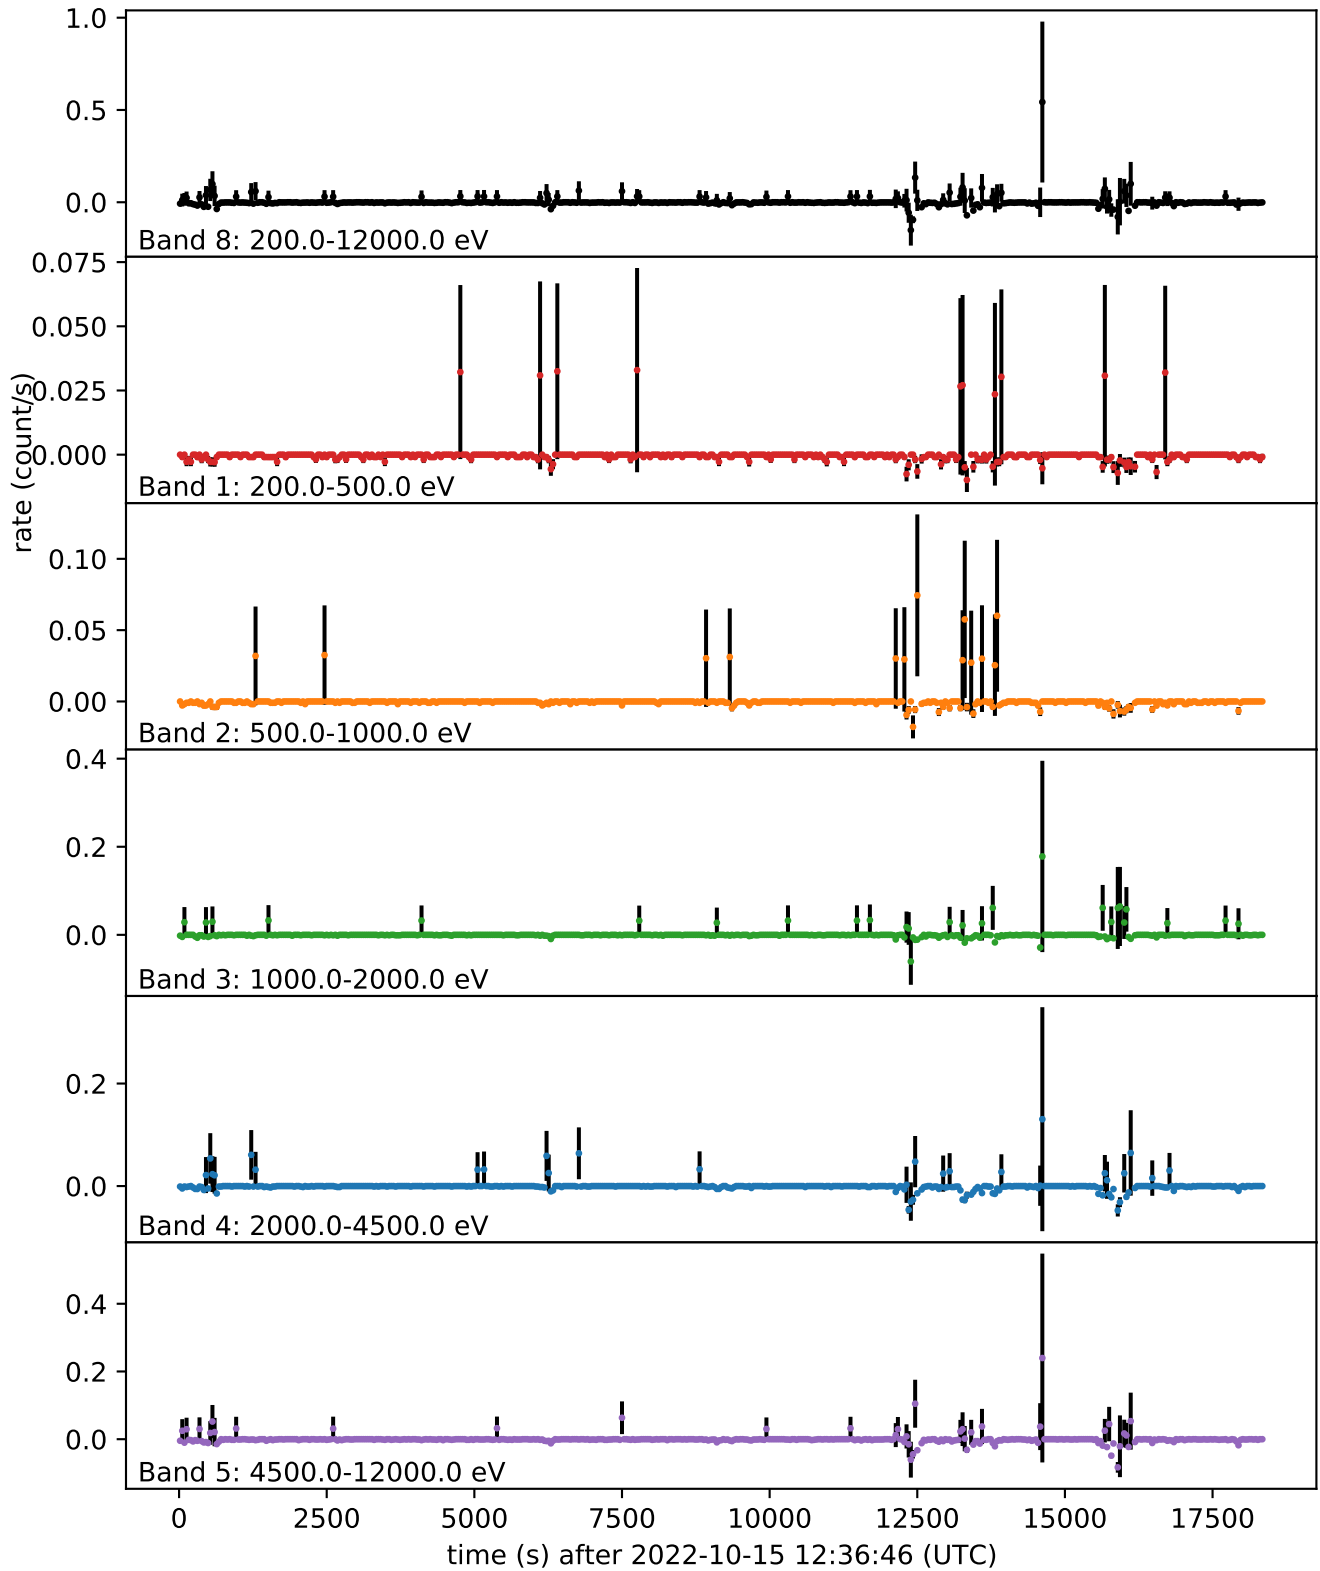 1.0
0.5
0.0
Band 8: 200.0-12000.0 eV
0.075
0.050
0.025
0.000
Band 1: 200.0-500.0 eV
rate (count/s)
0.10
0.05
0.00
Band 2: 500.0-1000.0 eV
0.4
0.2
0.0
Band 3: 1000.0-2000.0 eV
0.2
0.0
Band 4: 2000.0-4500.0 eV
0.4
0.2
0.0
Band 5: 4500.0-12000.0 eV
0 2500 5000 7500 10000 12500 15000 17500
time (s) after 2022-10-15 12:36:46 (UTC)